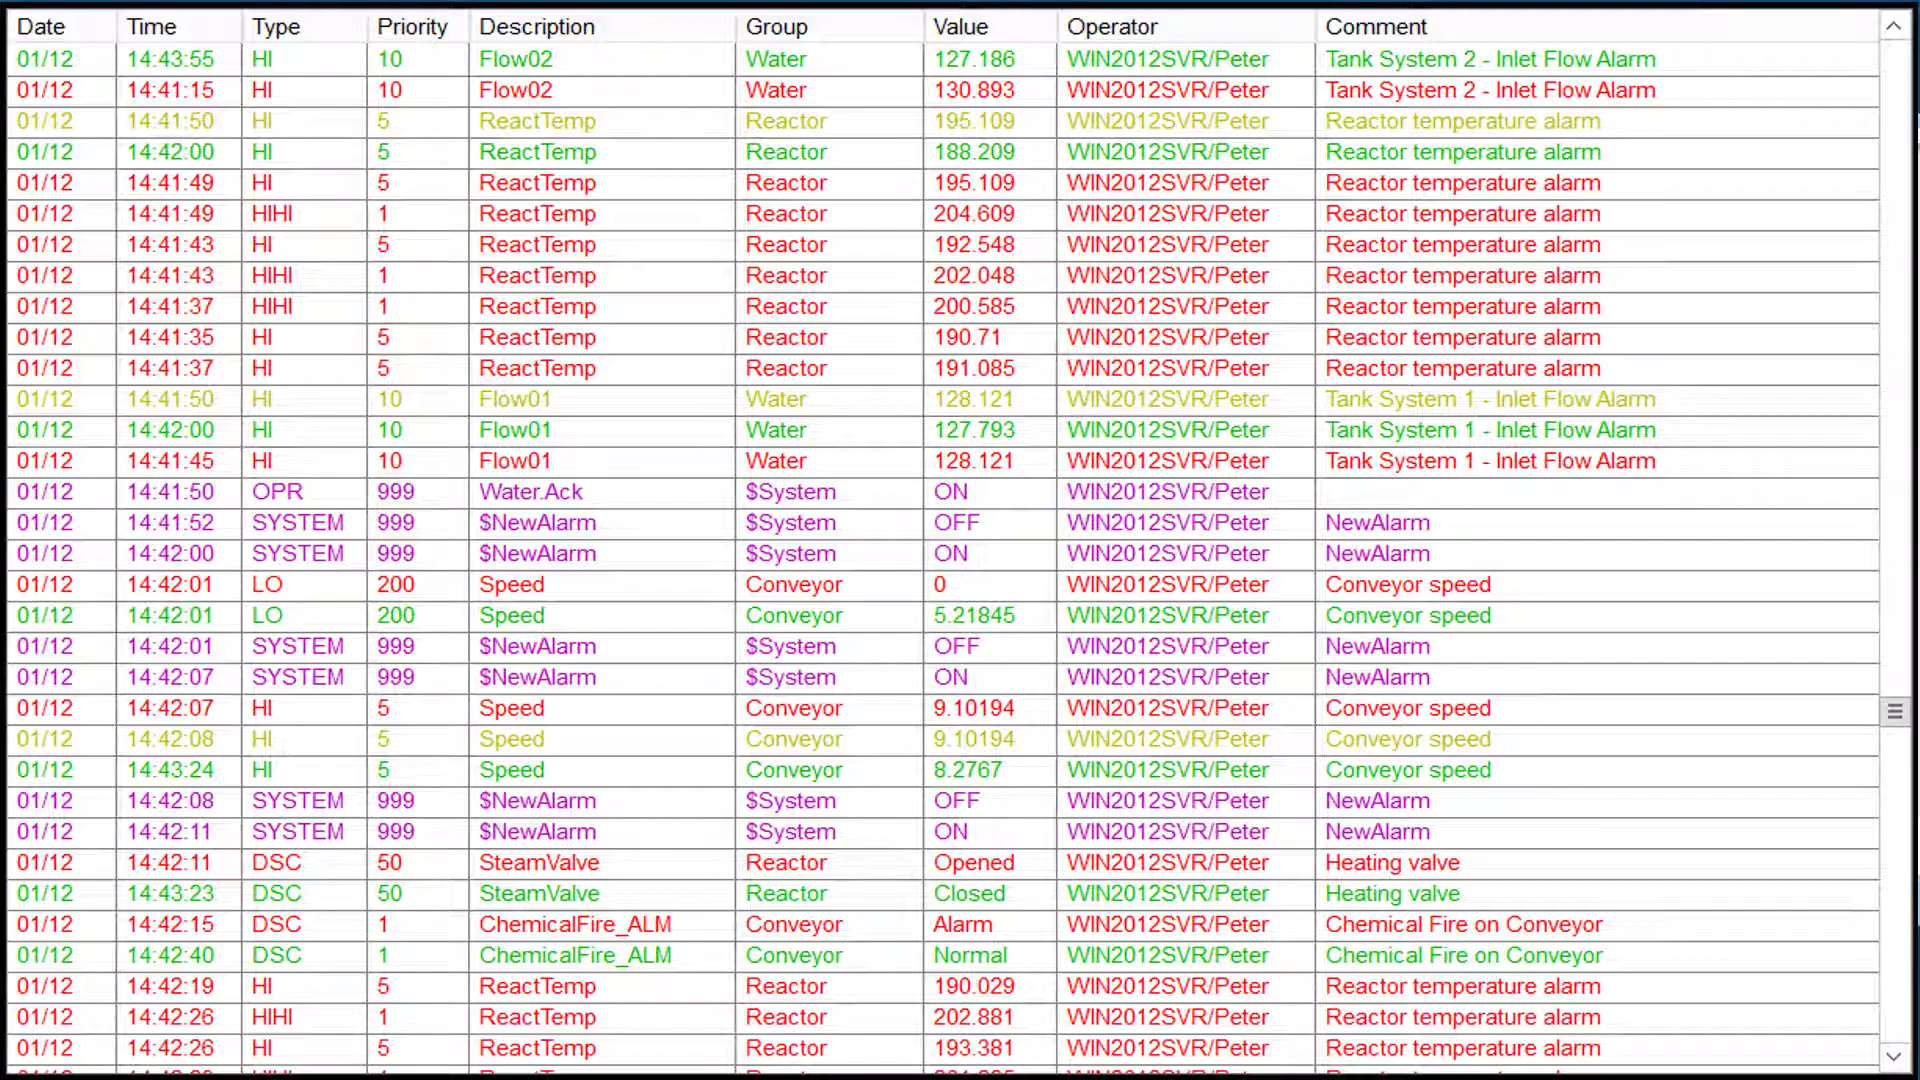 Date Time Type Priority Description Group Value Operator Comment
01/12 14:43:55 HI 10 Flow02 Water 127.186 WIN2012SVR/Peter Tank System 2 - Inlet Flow Alarm
01/12 14:41:15 HI 10 Flow02 Water 130.893 WIN2012SVR/Peter Tank System 2 - Inlet Flow Alarm
01/12 14:41:50 HI 5 ReactTemp Reactor 195.109 WIN2012SVR/Peter Reactor temperature alarm
01/12 14:42:00 HI 5 ReactTemp Reactor 188.209 WIN2012SVR/Peter Reactor temperature alarm
01/12 14:41:49 HI 5 ReactTemp Reactor 195.109 WIN2012SVR/Peter Reactor temperature alarm
01/12 14:41:49 HIHI 1 ReactTemp Reactor 204.609 WIN2012SVR/Peter Reactor temperature alarm
01/12 14:41:43 HI 5 ReactTemp Reactor 192.548 WIN2012SVR/Peter Reactor temperature alarm
01/12 14:41:43 HIHI 1 ReactTemp Reactor 202.048 WIN2012SVR/Peter Reactor temperature alarm
01/12 14:41:37 HIHI 1 ReactTemp Reactor 200.585 WIN2012SVR/Peter Reactor temperature alarm
01/12 14:41:35 HI 5 ReactTemp Reactor 190.71 WIN2012SVR/Peter Reactor temperature alarm
01/12 14:41:37 HI 5 ReactTemp Reactor 191.085 WIN2012SVR/Peter Reactor temperature alarm
01/12 14:41:50 HI 10 Flow01 Water 128.121 WIN2012SVR/Peter Tank System 1 - Inlet Flow Alarm
01/12 14:42:00 HI 10 Flow01 Water 127.793 WIN2012SVR/Peter Tank System 1 - Inlet Flow Alarm
01/12 14:41:45 HI 10 Flow01 Water 128.121 WIN2012SVR/Peter Tank System 1 - Inlet Flow Alarm
01/12 14:41:50 OPR 999 Water.Ack $System ON WIN2012SVR/Peter
01/12 14:41:52 SYSTEM 999 $NewAlarm $System OFF WIN2012SVR/Peter NewAlarm
01/12 14:42:00 SYSTEM 999 $NewAlarm $System ON WIN2012SVR/Peter NewAlarm
01/12 14:42:01 LO 200 Speed Conveyor 0 WIN2012SVR/Peter Conveyor speed
01/12 14:42:01 LO 200 Speed Conveyor 5.21845 WIN2012SVR/Peter Conveyor speed
01/12 14:42:01 SYSTEM 999 $NewAlarm $System OFF WIN2012SVR/Peter NewAlarm
01/12 14:42:07 SYSTEM 999 $NewAlarm $System ON WIN2012SVR/Peter NewAlarm
01/12 14:42:07 HI 5 Speed Conveyor 9.10194 WIN2012SVR/Peter Conveyor speed
01/12 14:42:08 HI 5 Speed Conveyor 9.10194 WIN2012SVR/Peter Conveyor speed
01/12 14:43:24 HI 5 Speed Conveyor 8.2767 WIN2012SVR/Peter Conveyor speed
01/12 14:42:08 SYSTEM 999 $NewAlarm $System OFF WIN2012SVR/Peter NewAlarm
01/12 14:42:11 SYSTEM 999 $NewAlarm $System ON WIN2012SVR/Peter NewAlarm
01/12 14:42:11 DSC 50 SteamValve Reactor Opened WIN2012SVR/Peter Heating valve
01/12 14:43:23 DSC 50 SteamValve Reactor Closed WIN2012SVR/Peter Heating valve
01/12 14:42:15 DSC 1 ChemicalFire_ALM Conveyor Alarm WIN2012SVR/Peter Chemical Fire on Conveyor
01/12 14:42:40 DSC 1 ChemicalFire_ALM Conveyor Normal WIN2012SVR/Peter Chemical Fire on Conveyor
01/12 14:42:19 HI 5 ReactTemp Reactor 190.029 WIN2012SVR/Peter Reactor temperature alarm
01/12 14:42:26 HIHI 1 ReactTemp Reactor 202.881 WIN2012SVR/Peter Reactor temperature alarm
01/12 14:42:26 HI 5 ReactTemp Reactor 193.381 WIN2012SVR/Peter Reactor temperature alarm